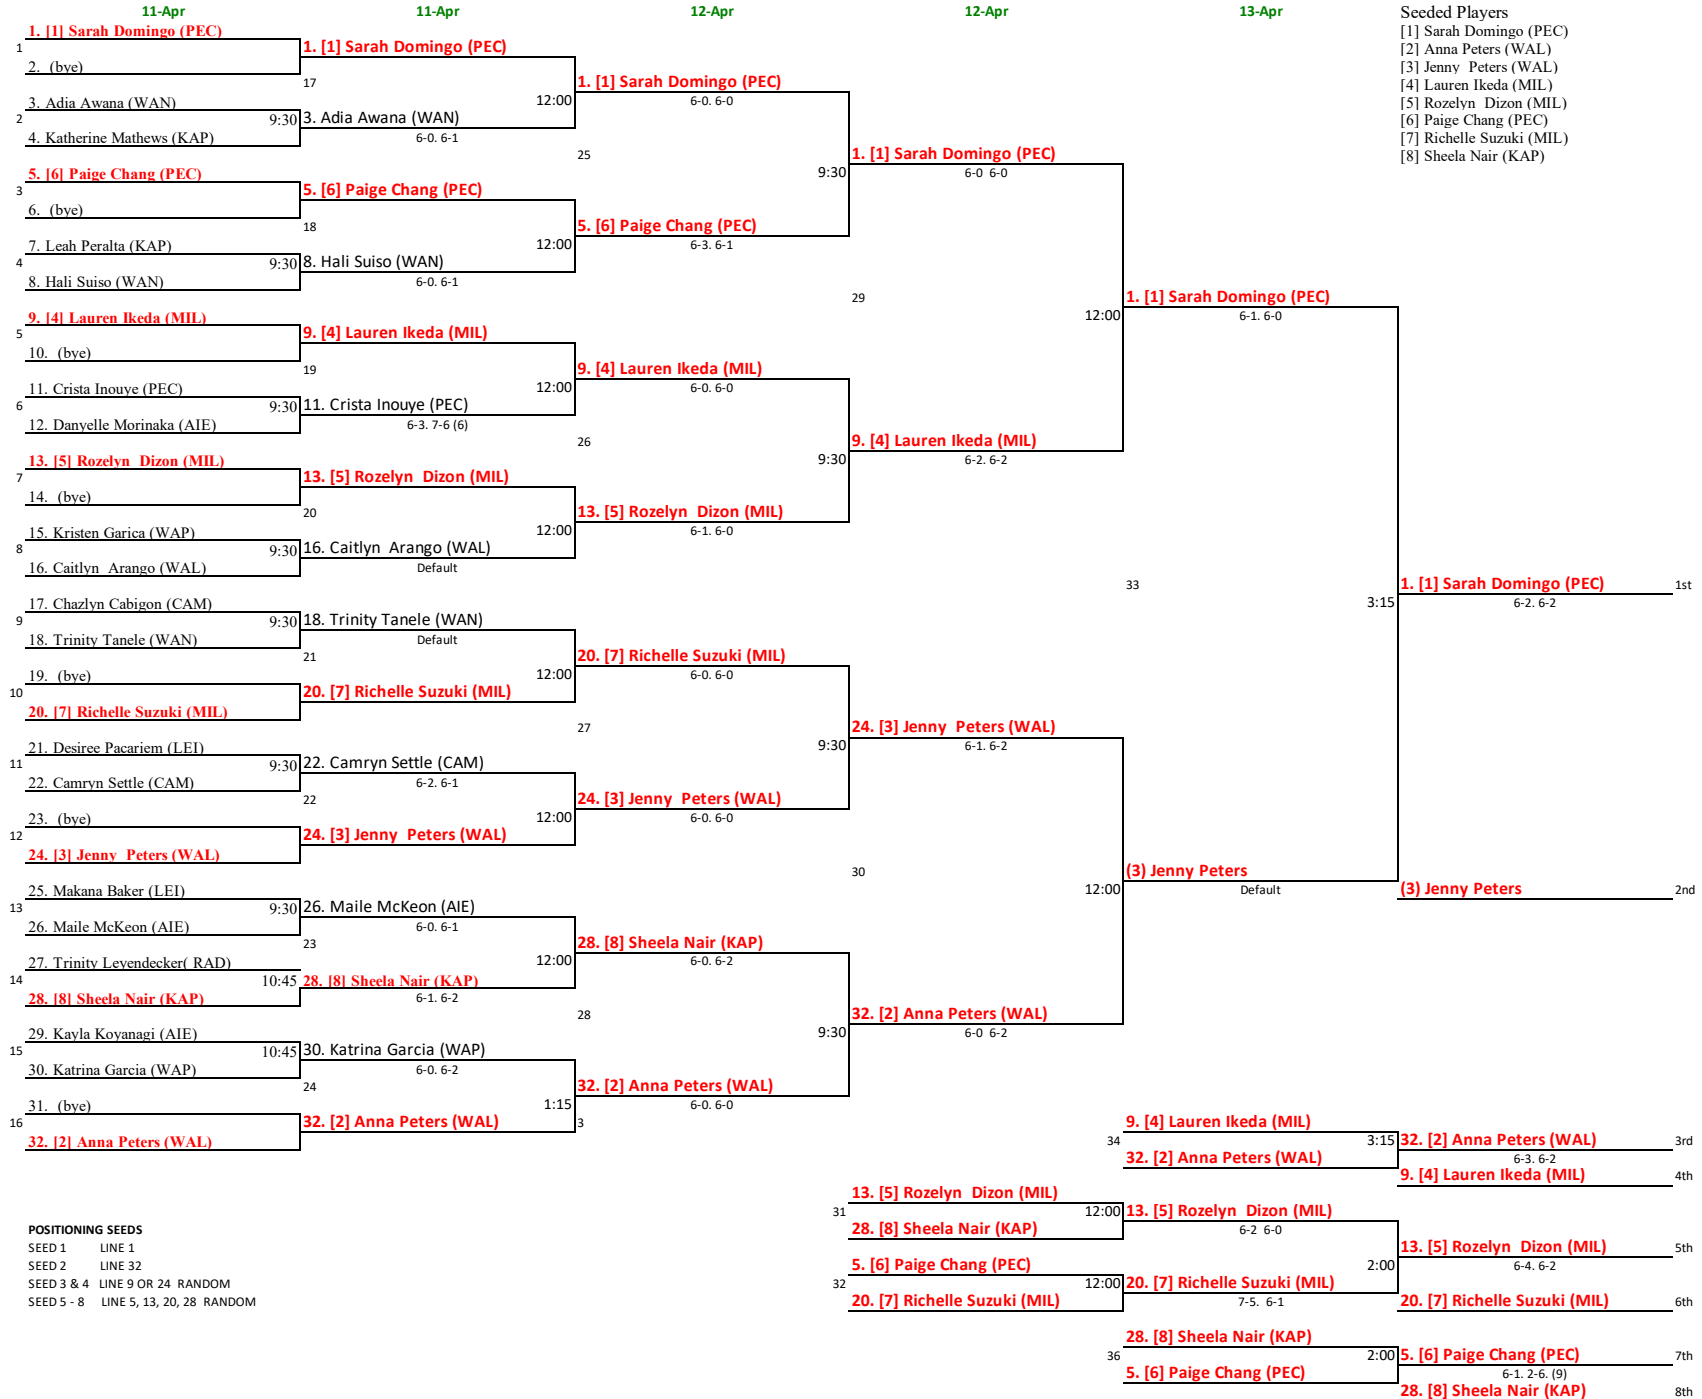 11-Apr 11-Apr 12-Apr 12-Apr 13-Apr
Seeded Players
[1] Sarah Domingo (PEC)
[2] Anna Peters (WAL)
[3] Jenny Peters (WAL)
[4] Lauren Ikeda (MIL)
[5] Rozelyn Dizon (MIL)
[6] Paige Chang (PEC)
[7] Richelle Suzuki (MIL)
[8] Sheela Nair (KAP)
1. [1] Sarah Domingo (PEC)
1
2. (bye)
3. Adia Awana (WAN)
2 9:30
4. Katherine Mathews (KAP)
5. [6] Paige Chang (PEC)
3
6. (bye)
7. Leah Peralta (KAP)
4 9:30
8. Hali Suiso (WAN)
9. [4] Lauren Ikeda (MIL)
5
10. (bye)
11. Crista Inouye (PEC)
6 9:30
12. Danyelle Morinaka (AIE)
13. [5] Rozelyn Dizon (MIL)
7
14. (bye)
15. Kristen Garica (WAP)
8 9:30
16. Caitlyn Arango (WAL)
17. Chazlyn Cabigon (CAM)
9 9:30
18. Trinity Tanele (WAN)
19. (bye)
10
20. [7] Richelle Suzuki (MIL)
21. Desiree Pacariem (LEI)
11 9:30
22. Camryn Settle (CAM)
23. (bye)
12
24. [3] Jenny Peters (WAL)
25. Makana Baker (LEI)
13 9:30
26. Maile McKeon (AIE)
27. Trinity Leyendecker( RAD)
14 10:45
28. [8] Sheela Nair (KAP)
29. Kayla Koyanagi (AIE)
15 10:45
30. Katrina Garcia (WAP)
31. (bye)
16
32. [2] Anna Peters (WAL)
1. [1] Sarah Domingo (PEC)
17 12:00
3. Adia Awana (WAN)
6-0. 6-1
5. [6] Paige Chang (PEC)
18 12:00
8. Hali Suiso (WAN)
6-0. 6-1
9. [4] Lauren Ikeda (MIL)
19 12:00
11. Crista Inouye (PEC)
6-3. 7-6 (6)
13. [5] Rozelyn Dizon (MIL)
20 12:00
16. Caitlyn Arango (WAL)
Default
18. Trinity Tanele (WAN)
Default
21 12:00
20. [7] Richelle Suzuki (MIL)
22. Camryn Settle (CAM)
6-2. 6-1
22 12:00
24. [3] Jenny Peters (WAL)
26. Maile McKeon (AIE)
6-0. 6-1
23 12:00
28. [8] Sheela Nair (KAP)
6-1. 6-2
30. Katrina Garcia (WAP)
6-0. 6-2
24 1:15
32. [2] Anna Peters (WAL)
1. [1] Sarah Domingo (PEC)
6-0. 6-0
25 9:30
5. [6] Paige Chang (PEC)
6-3. 6-1
9. [4] Lauren Ikeda (MIL)
6-0. 6-0
26 9:30
13. [5] Rozelyn Dizon (MIL)
6-1. 6-0
20. [7] Richelle Suzuki (MIL)
6-0. 6-0
27 9:30
24. [3] Jenny Peters (WAL)
6-0. 6-0
28. [8] Sheela Nair (KAP)
6-0. 6-2
28 9:30
32. [2] Anna Peters (WAL)
6-0. 6-0
3
1. [1] Sarah Domingo (PEC)
6-0 6-0
29 12:00
9. [4] Lauren Ikeda (MIL)
6-2. 6-2
24. [3] Jenny Peters (WAL)
6-1. 6-2
30 12:00
32. [2] Anna Peters (WAL)
6-0 6-2
1. [1] Sarah Domingo (PEC)
6-1. 6-0
33 3:15
(3) Jenny Peters
Default
1. [1] Sarah Domingo (PEC) 1st
6-2. 6-2
(3) Jenny Peters 2nd
9. [4] Lauren Ikeda (MIL)
34 3:15
32. [2] Anna Peters (WAL)
32. [2] Anna Peters (WAL) 3rd
6-3. 6-2
9. [4] Lauren Ikeda (MIL) 4th
13. [5] Rozelyn Dizon (MIL)
31 12:00
28. [8] Sheela Nair (KAP)
5. [6] Paige Chang (PEC)
32 12:00
20. [7] Richelle Suzuki (MIL)
13. [5] Rozelyn Dizon (MIL)
6-2 6-0
2:00
20. [7] Richelle Suzuki (MIL)
7-5. 6-1
13. [5] Rozelyn Dizon (MIL) 5th
6-4. 6-2
20. [7] Richelle Suzuki (MIL) 6th
28. [8] Sheela Nair (KAP)
36 2:00
5. [6] Paige Chang (PEC)
5. [6] Paige Chang (PEC) 7th
6-1. 2-6. (9)
28. [8] Sheela Nair (KAP) 8th
POSITIONING SEEDS
SEED 1 LINE 1
SEED 2 LINE 32
SEED 3 & 4 LINE 9 OR 24 RANDOM
SEED 5 - 8 LINE 5, 13, 20, 28 RANDOM